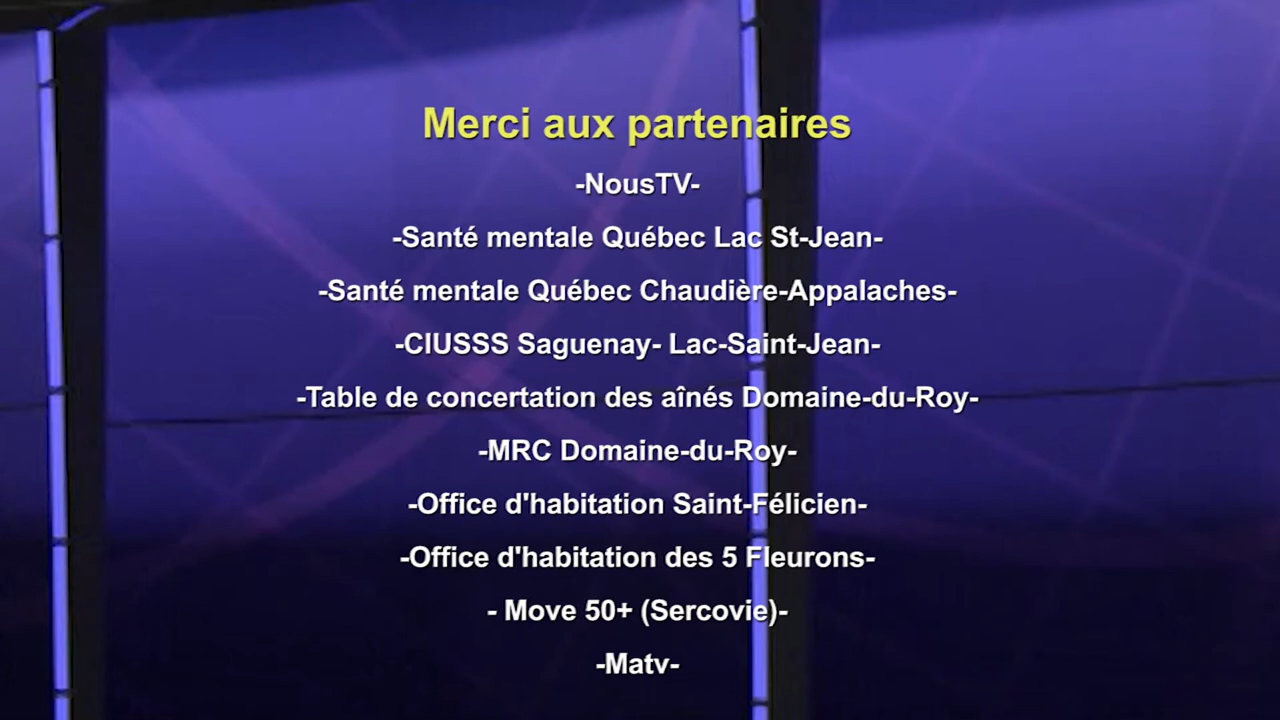 Merci aux partenaires
-NousTV-
-Santé mentale Québec Lac St-Jean-
-Santé mentale Québec Chaudière-Appalaches-
-CIUSSS Saguenay- Lac-Saint-Jean-
-Table de concertation des aînés Domaine-du-Roy-
-MRC Domaine-du-Roy-
-Office d'habitation Saint-Félicien-
-Office d'habitation des 5 Fleurons-
- Move 50+ (Sercovie)-
-Matv-